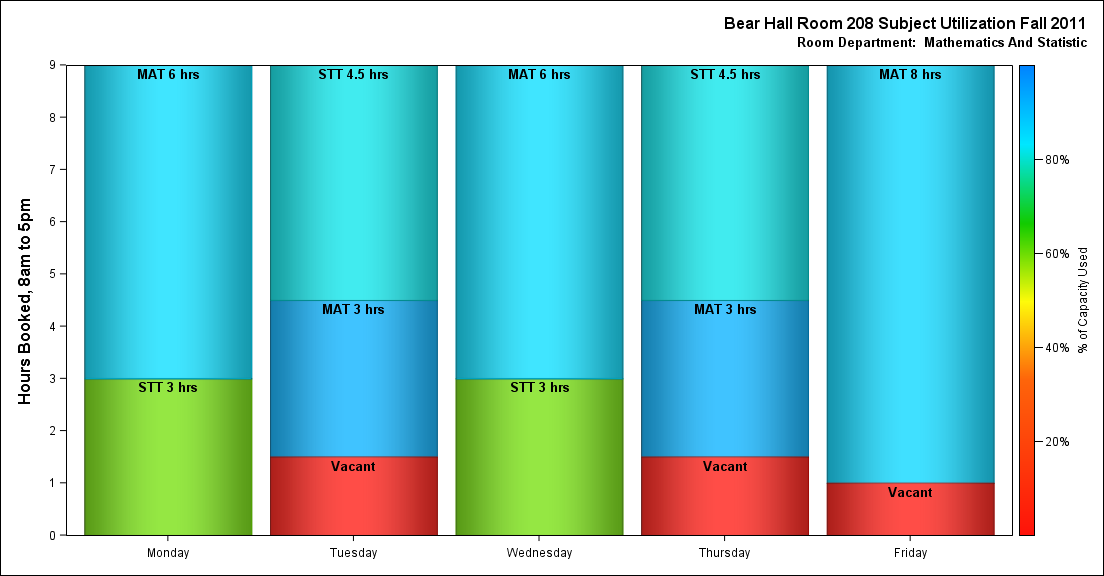 Bear Hall Room 208 Subject Utilization Fall 2011
Room Department:  Mathematics And Statistic
Hours Booked, 8am to 5pm
9
8
7
6
5
4
3
2
1
0
MAT 6 hrs
STT 3 hrs
STT 4.5 hrs
MAT 3 hrs
Vacant
MAT 6 hrs
STT 3 hrs
STT 4.5 hrs
MAT 3 hrs
Vacant
MAT 8 hrs
Vacant
Monday
Tuesday
Wednesday
Thursday
Friday
80%
60%
40%
20%
% of Capacity Used